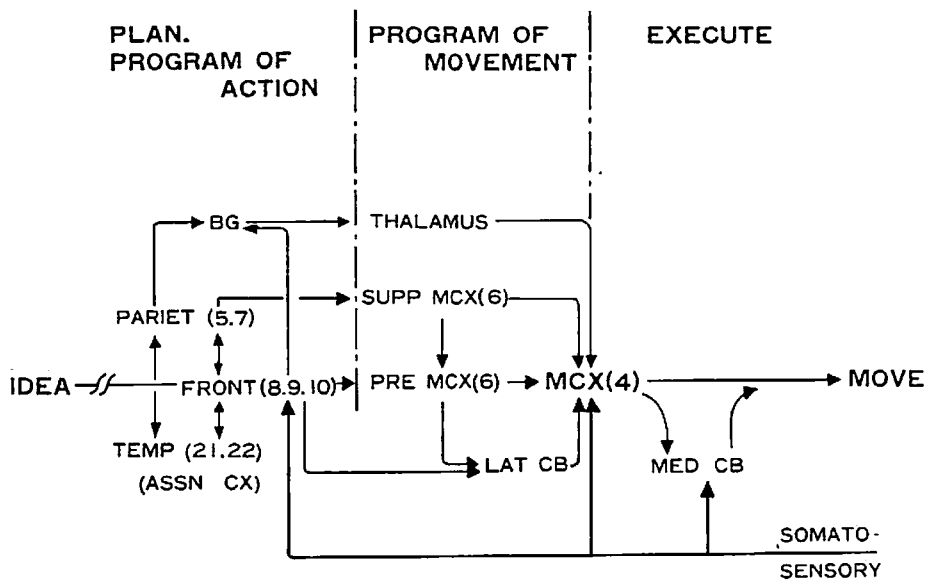 PLAN.
PROGRAM OF
ACTION
PROGRAM OF
MOVEMENT
EXECUTE
BG
THALAMUS
SUPP MCX(6)
PARIET (5.7)
IDEA
FRONT(8.9.10)
PRE MCX(6)
MCX(4)
MOVE
TEMP (21.22)
(ASSN CX)
LAT CB
MED CB
SOMATO-
SENSORY